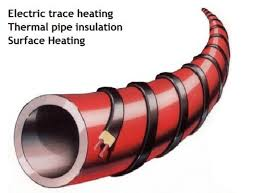 Electric trace heating
Thermal pipe insulation
Surface Heating